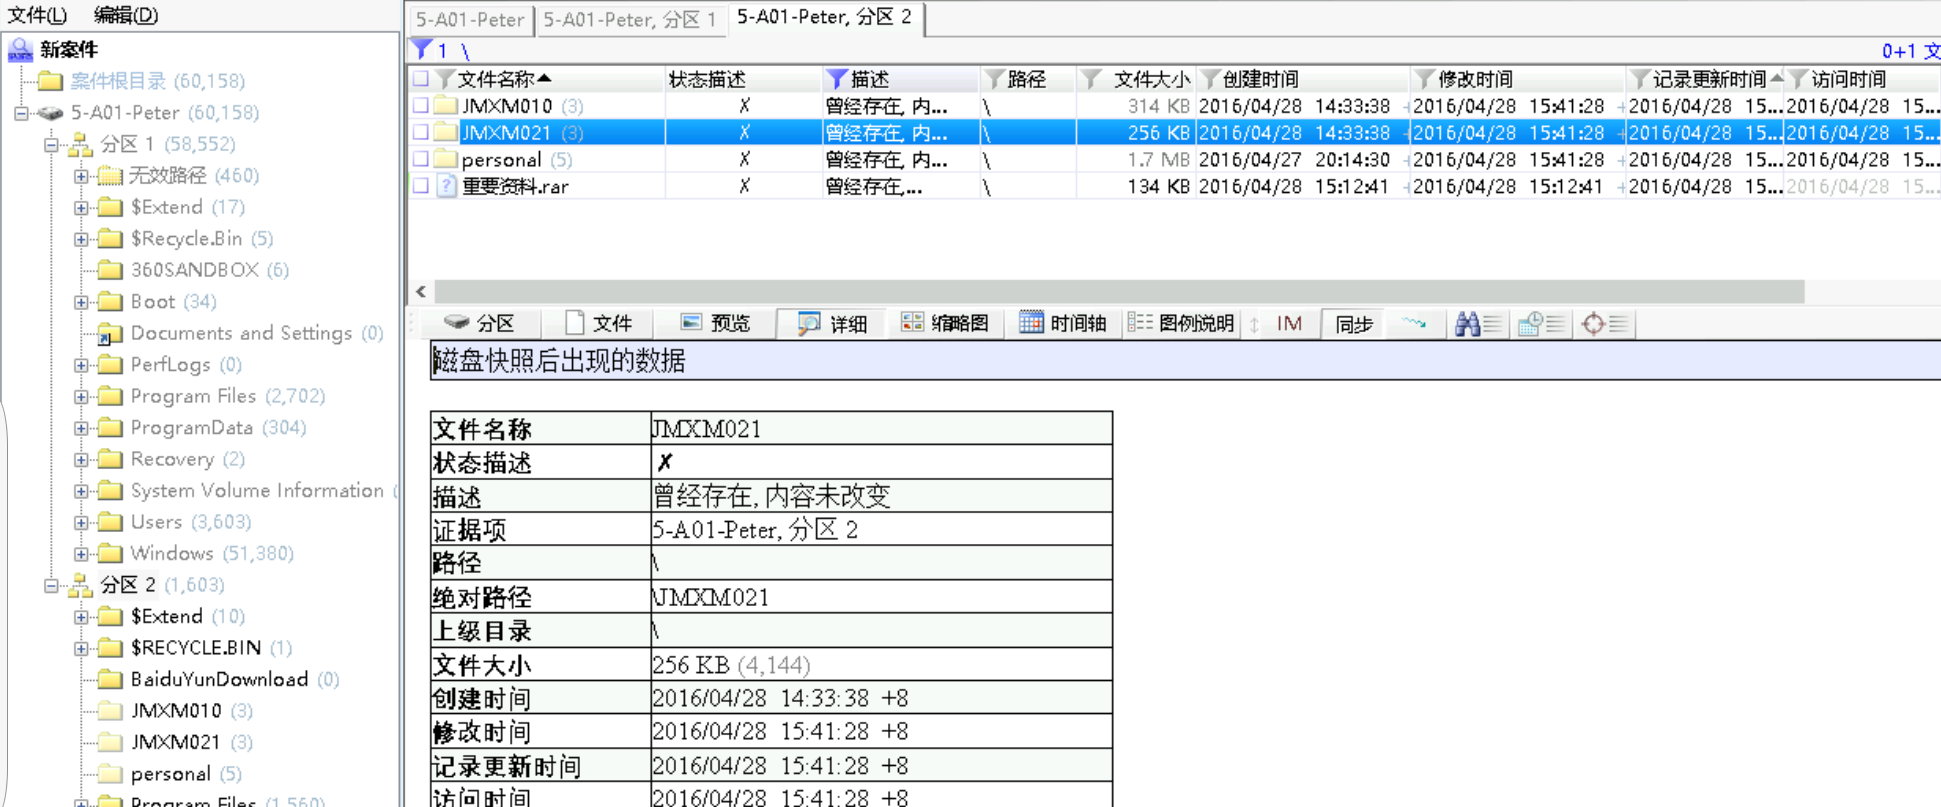 文件(L) 编辑(D)
新案件
案件根目录 (60,158)
5-A01-Peter (60,158)
分区 1 (58,552)
无效路径 (460)
$Extend (17)
$Recycle.Bin (5)
360SANDBOX (6)
Boot (34)
Documents and Settings (0)
PerfLogs (0)
Program Files (2,702)
ProgramData (304)
Recovery (2)
System Volume Information (
Users (3,603)
Windows (51,380)
分区 2 (1,603)
$Extend (10)
$RECYCLE.BIN (1)
BaiduYunDownload (0)
JMXM010 (3)
JMXM021 (3)
personal (5)
Program Files (1,560)
5-A01-Peter 5-A01-Peter, 分区 1 5-A01-Peter, 分区 2
1 \ 0+1 文
文件名称 状态描述 描述 路径 文件大小 创建时间 修改时间 记录更新时间 访问时间
JMXM010 (3) ✗ 曾经存在, 内... \ 314 KB 2016/04/28 14:33:38 + 2016/04/28 15:41:28 + 2016/04/28 15... 2016/04/28 15...
JMXM021 (3) ✗ 曾经存在, 内... \ 256 KB 2016/04/28 14:33:38 + 2016/04/28 15:41:28 + 2016/04/28 15... 2016/04/28 15...
personal (5) ✗ 曾经存在, 内... \ 1.7 MB 2016/04/27 20:14:30 + 2016/04/28 15:41:28 + 2016/04/28 15... 2016/04/28 15...
重要资料.rar ✗ 曾经存在,... \ 134 KB 2016/04/28 15:12:41 + 2016/04/28 15:12:41 + 2016/04/28 15... 2016/04/28 15...
分区 文件 预览 详细 缩略图 时间轴 图例说明 IM 同步
磁盘快照后出现的数据
文件名称 JMXM021
状态描述 ✗
描述 曾经存在, 内容未改变
证据项 5-A01-Peter, 分区 2
路径 \
绝对路径 \JMXM021
上级目录 \
文件大小 256 KB (4,144)
创建时间 2016/04/28 14:33:38 +8
修改时间 2016/04/28 15:41:28 +8
记录更新时间 2016/04/28 15:41:28 +8
访问时间 2016/04/28 15:41:28 +8